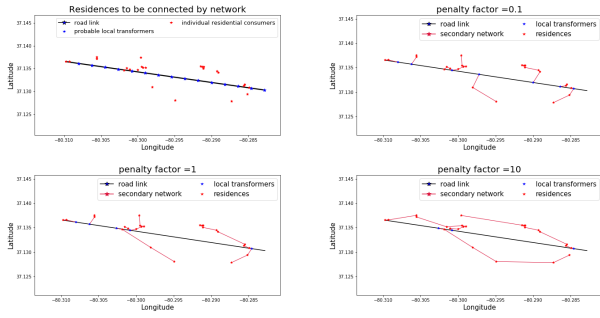 Residences to be connected by network
road link
probable local transformers
individual residential consumers
Latitude
37.145
37.140
37.135
37.130
37.125
−80.310
−80.305
−80.300
−80.295
−80.290
−80.285
Longitude
penalty factor =0.1
road link
secondary network
local transformers
residences
Latitude
37.145
37.140
37.135
37.130
37.125
−80.310
−80.305
−80.300
−80.295
−80.290
−80.285
Longitude
penalty factor =1
road link
secondary network
local transformers
residences
Latitude
37.145
37.140
37.135
37.130
37.125
−80.310
−80.305
−80.300
−80.295
−80.290
−80.285
Longitude
penalty factor =10
road link
secondary network
local transformers
residences
Latitude
37.145
37.140
37.135
37.130
37.125
−80.310
−80.305
−80.300
−80.295
−80.290
−80.285
Longitude